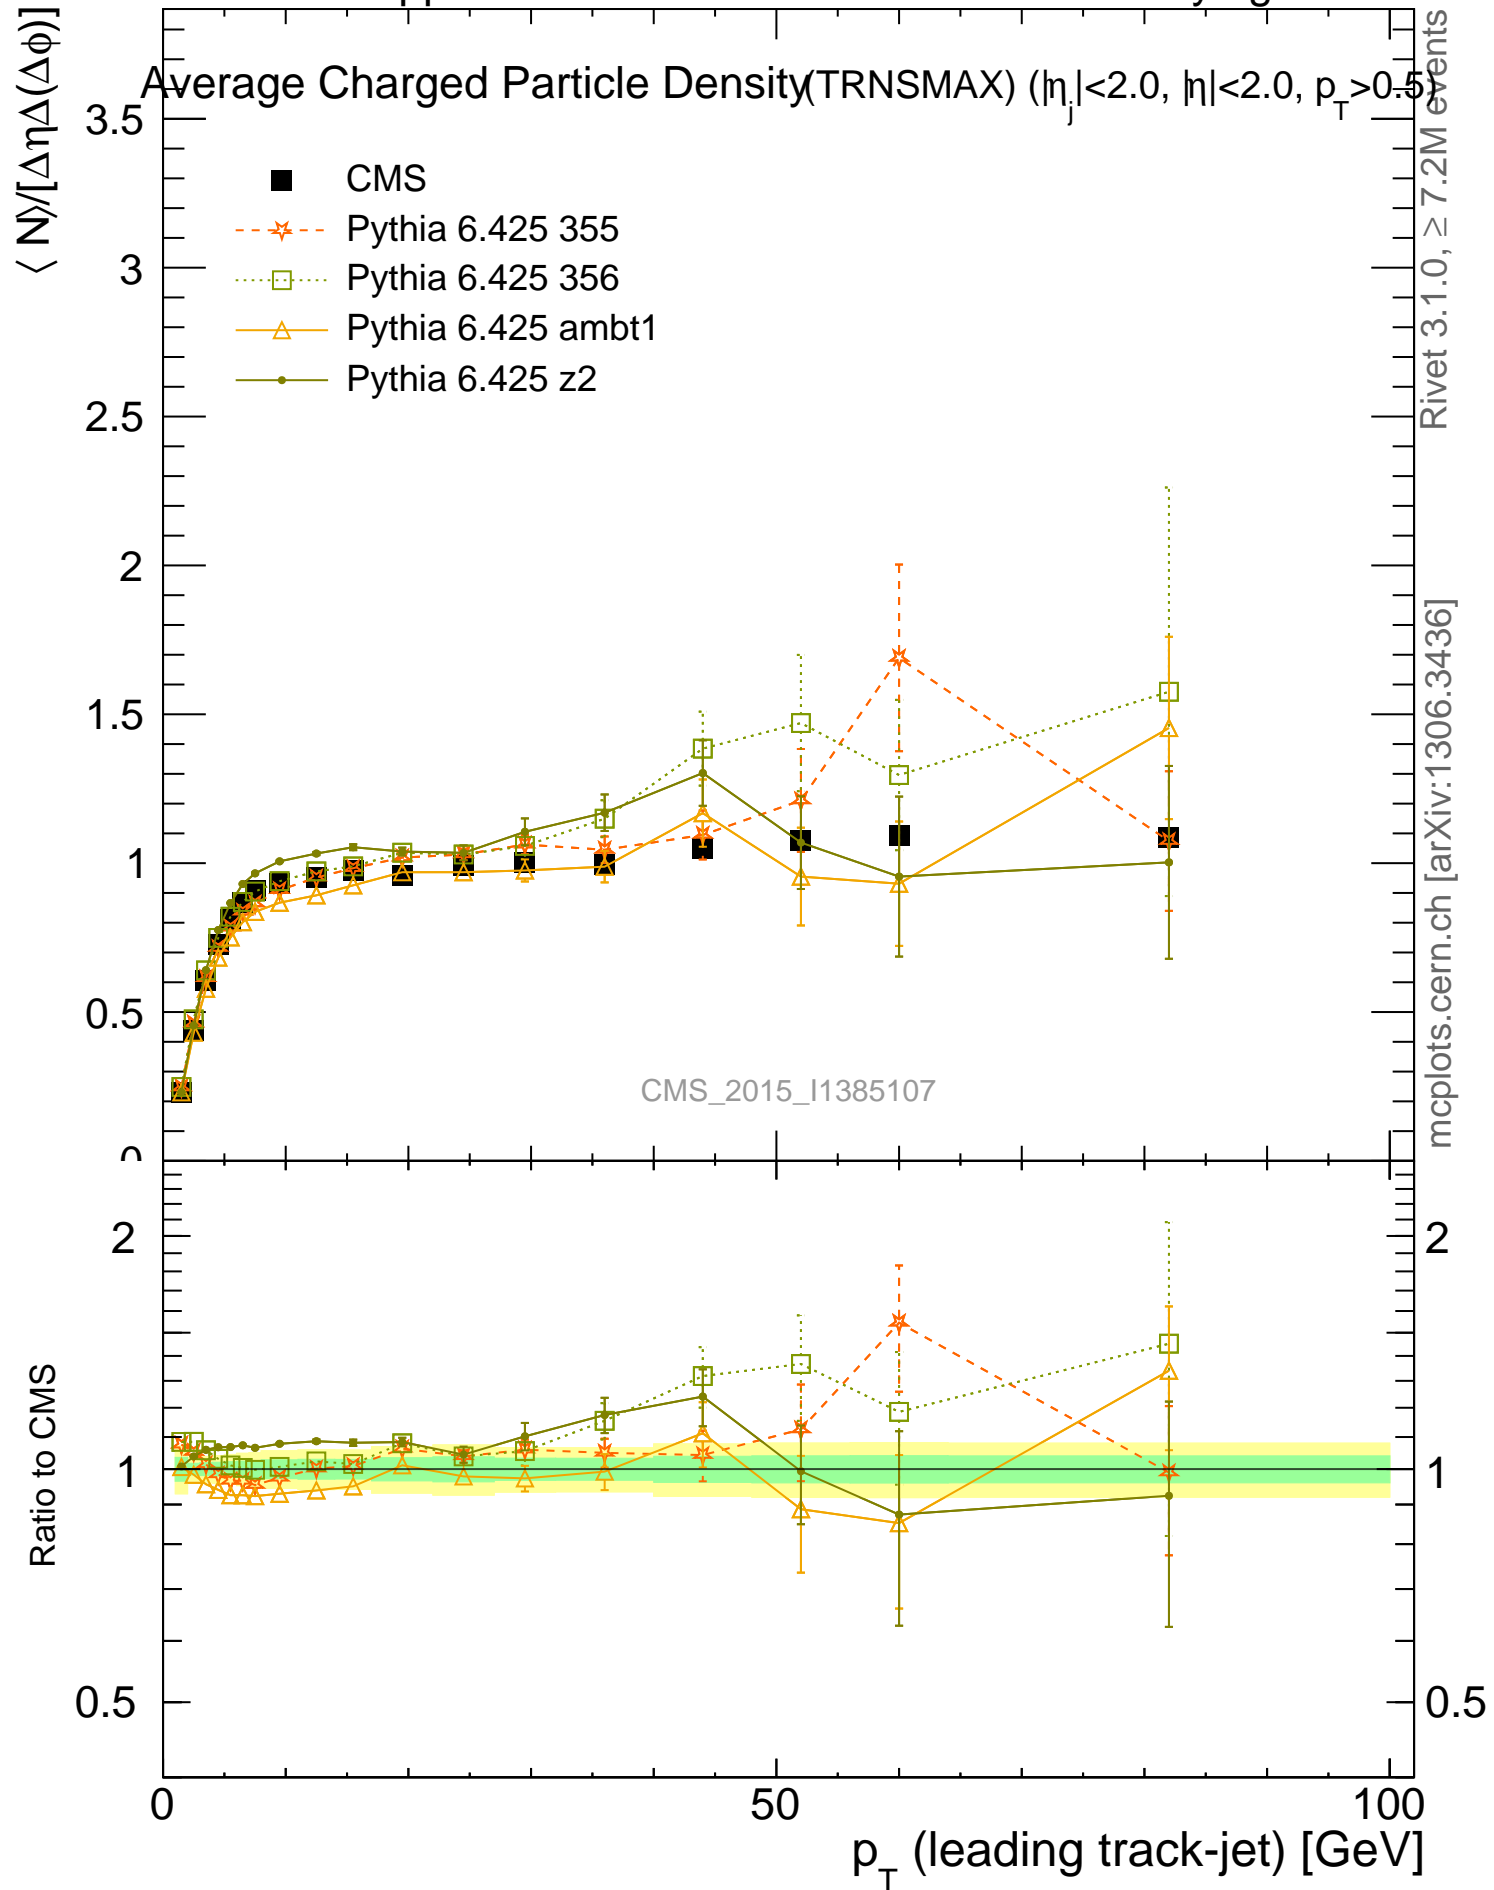 Average Charged Particle Density (TRNSMAX) (|ηj|<2.0, |η|<2.0, pT>0.5)
⟨ N⟩/[ΔηΔ(Δϕ)]
CMS
Pythia 6.425 355
Pythia 6.425 356
Pythia 6.425 ambt1
Pythia 6.425 z2
3.5
3
2.5
2
1.5
1
0.5
0
CMS_2015_I1385107
Rivet 3.1.0, ≥ 7.2M events
mcplots.cern.ch [arXiv:1306.3436]
Ratio to CMS
2
1
0.5
2
1
0.5
0
50
100
pT (leading track-jet) [GeV]